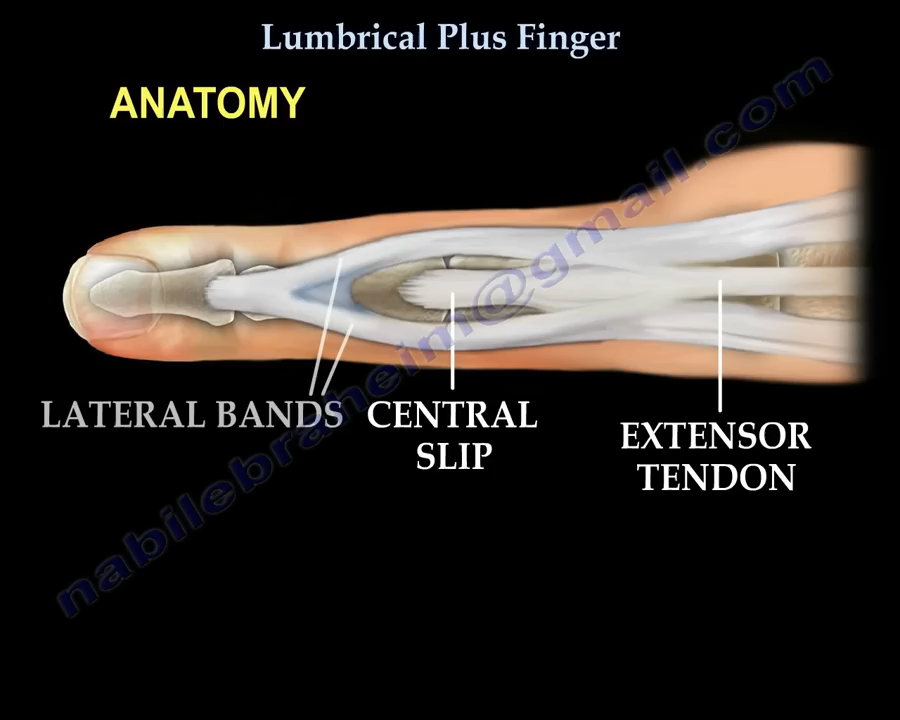 Lumbrical Plus Finger
ANATOMY
LATERAL BANDS
CENTRAL
SLIP
EXTENSOR
TENDON
nabilebraheim@gmail.com